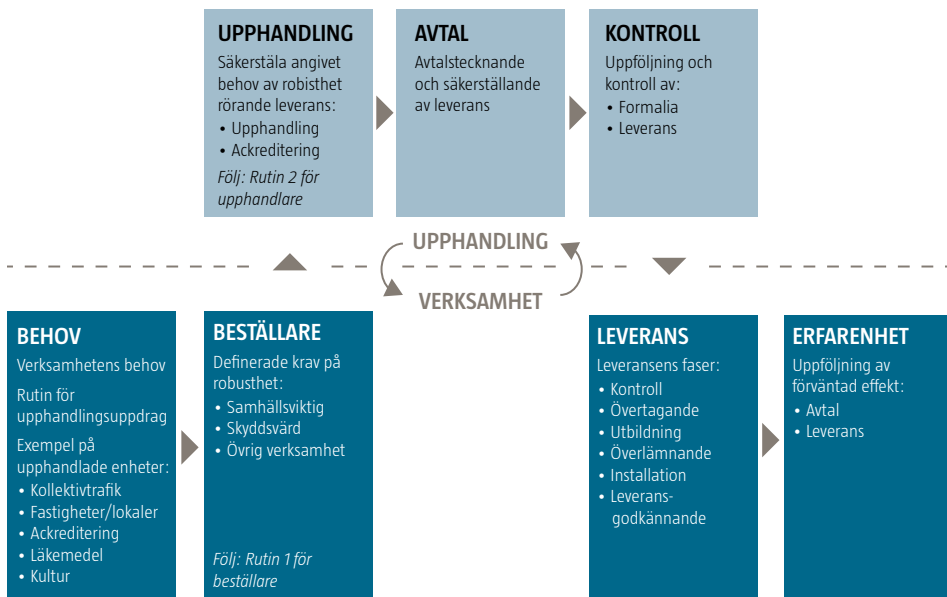 UPPHANDLING
Säkerstäla angivet
behov av robisthet
rörande leverans:
• Upphandling
• Ackreditering
Följ: Rutin 2 för
upphandlare
AVTAL
Avtalstecknande
och säkerställande
av leverans
KONTROLL
Uppföljning och
kontroll av:
• Formalia
• Leverans
UPPHANDLING
VERKSAMHET
BEHOV
Verksamhetens behov
Rutin för
upphandlingsuppdrag
Exempel på
upphandlade enheter:
• Kollektivtrafik
• Fastigheter/lokaler
• Ackreditering
• Läkemedel
• Kultur
BESTÄLLARE
Definerade krav på
robusthet:
• Samhällsviktig
• Skyddsvärd
• Övrig verksamhet
Följ: Rutin 1 för
beställare
LEVERANS
Leveransens faser:
• Kontroll
• Övertagande
• Utbildning
• Överlämnande
• Installation
• Leverans-
godkännande
ERFARENHET
Uppföljning av
förväntad effekt:
• Avtal
• Leverans